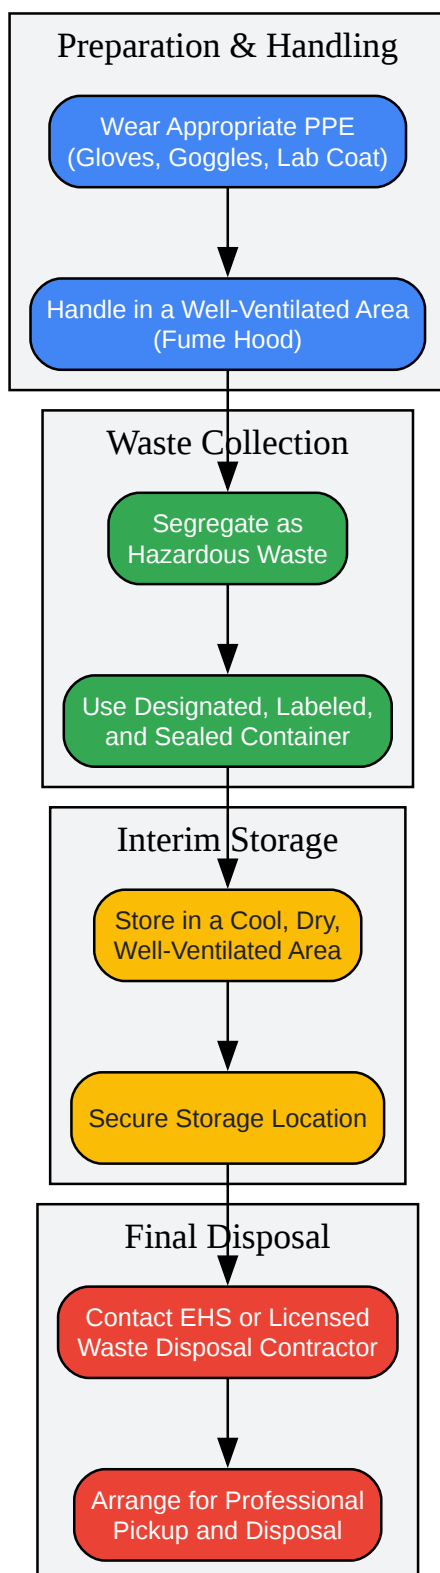 Preparation & Handling
Wear Appropriate PPE
(Gloves, Goggles, Lab Coat)
Handle in a Well-Ventilated Area
(Fume Hood)
Waste Collection
Segregate as
Hazardous Waste
Use Designated, Labeled,
and Sealed Container
Interim Storage
Store in a Cool, Dry,
Well-Ventilated Area
Secure Storage Location
Final Disposal
Contact EHS or Licensed
Waste Disposal Contractor
Arrange for Professional
Pickup and Disposal